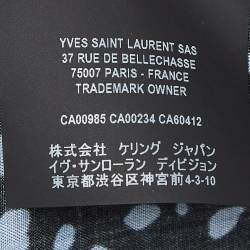 YVES SAINT LAURENT SAS
37 RUE DE BELLECHASSE
75007 PARIS - FRANCE
TRADEMARK OWNER
CA00985 CA00234 CA60412
株式会社 ケリング ジャパン
イヴ・サンローラン ディビジョン
東京都渋谷区神宮前4-3-10